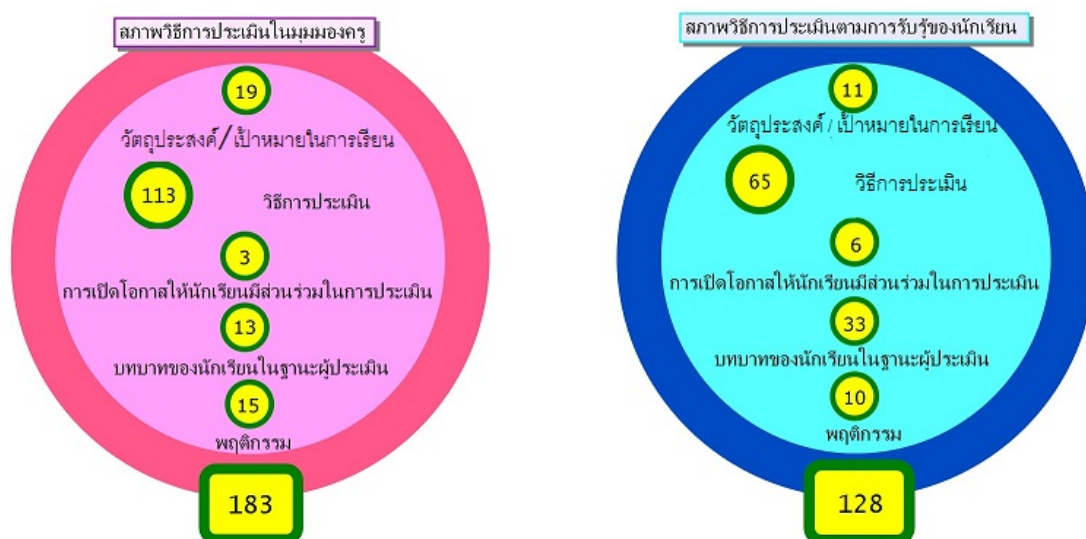 สภาพวิธีการประเมินในมุมมองครู
19
วัตถุประสงค์/เป้าหมายในการเรียน
113
วิธีการประเมิน
3
การเปิดโอกาสให้นักเรียนมีส่วนร่วมในการประเมิน
13
บทบาทของนักเรียนในฐานะผู้ประเมิน
15
พฤติกรรม
183
สภาพวิธีการประเมินตามการรับรู้ของนักเรียน
11
วัตถุประสงค์ / เป้าหมายในการเรียน
65
วิธีการประเมิน
6
การเปิดโอกาสให้นักเรียนมีส่วนร่วมในการประเมิน
33
บทบาทของนักเรียนในฐานะผู้ประเมิน
10
พฤติกรรม
128